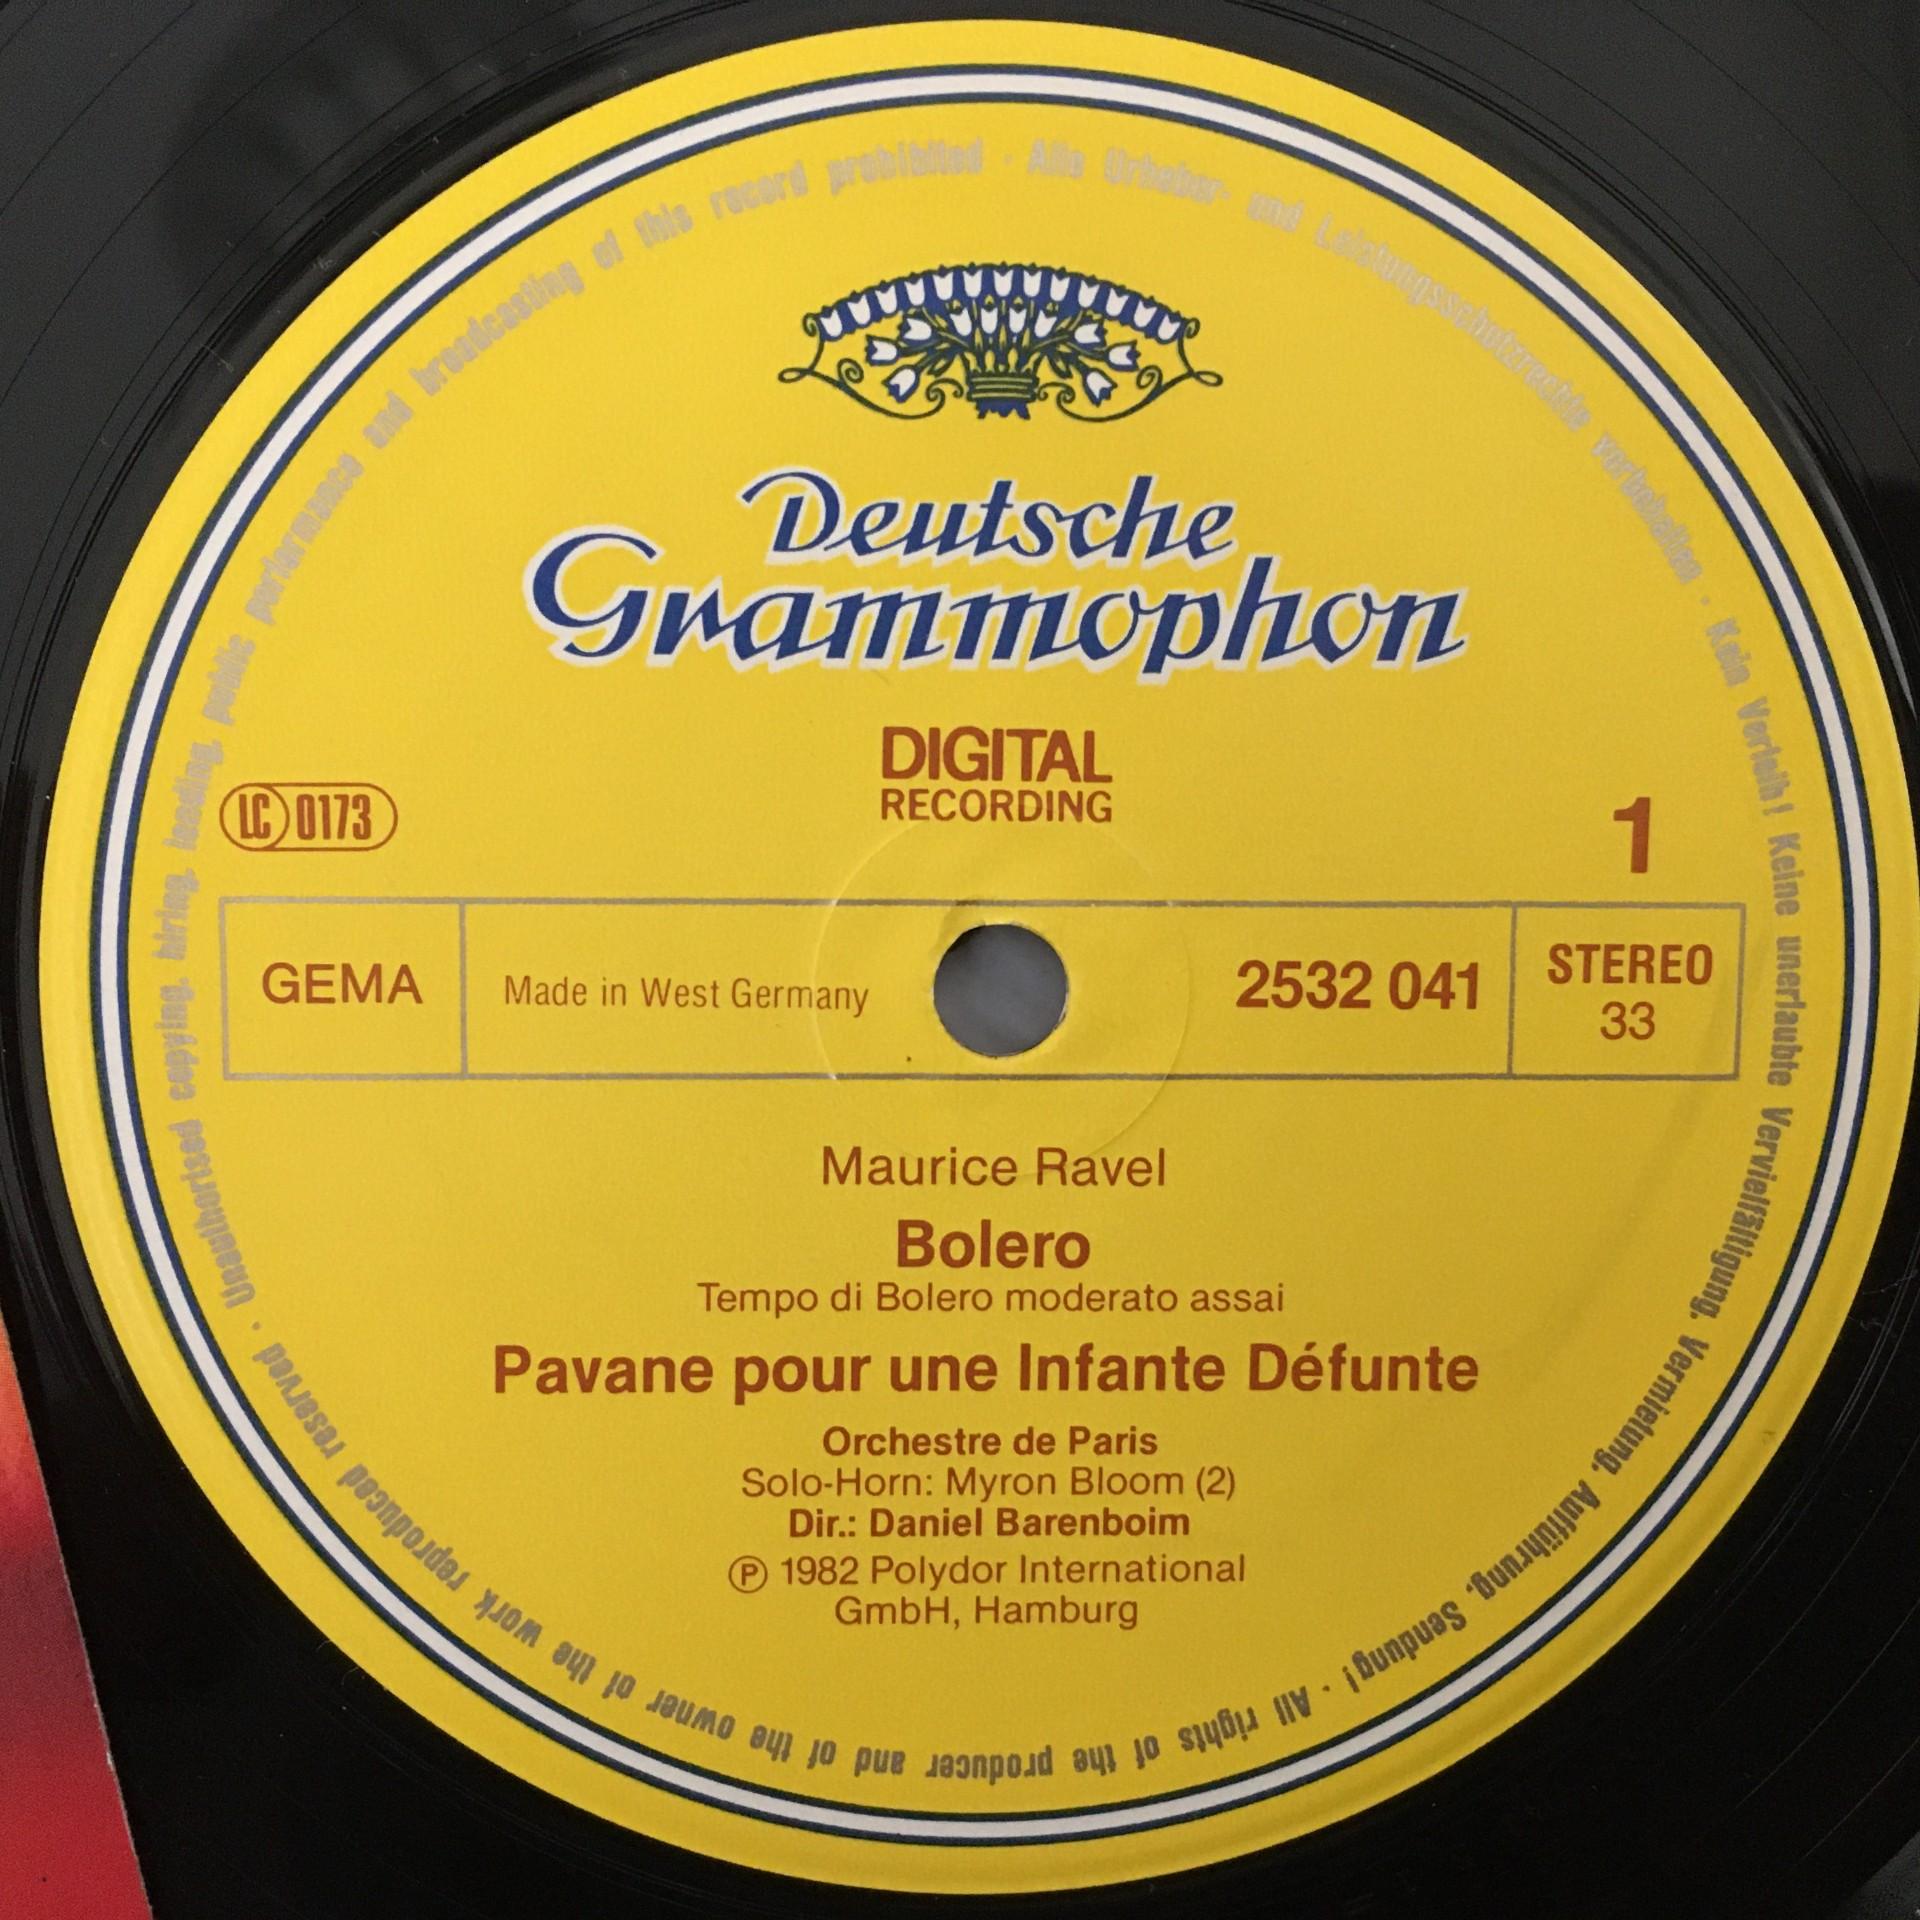 Deutsche
Grammophon
DIGITAL
RECORDING
LC 0173
1
GEMA
Made in West Germany
2532 041
STEREO
33
Maurice Ravel
Bolero
Tempo di Bolero moderato assai
Pavane pour une Infante Défunte
Orchestre de Paris
Solo-Horn: Myron Bloom (2)
Dir.: Daniel Barenboim
℗ 1982 Polydor International
GmbH, Hamburg
Alle Urheber- und Leistungsschutzrechte vorbehalten · Kein Verleih! Keine unerlaubte Vervielfältigung, Vermietung, Aufführung, Sendung! · All rights of the producer and of the owner of the work reproduced reserved · Unauthorised copying, hiring, lending, public performance and broadcasting of this record prohibited ·